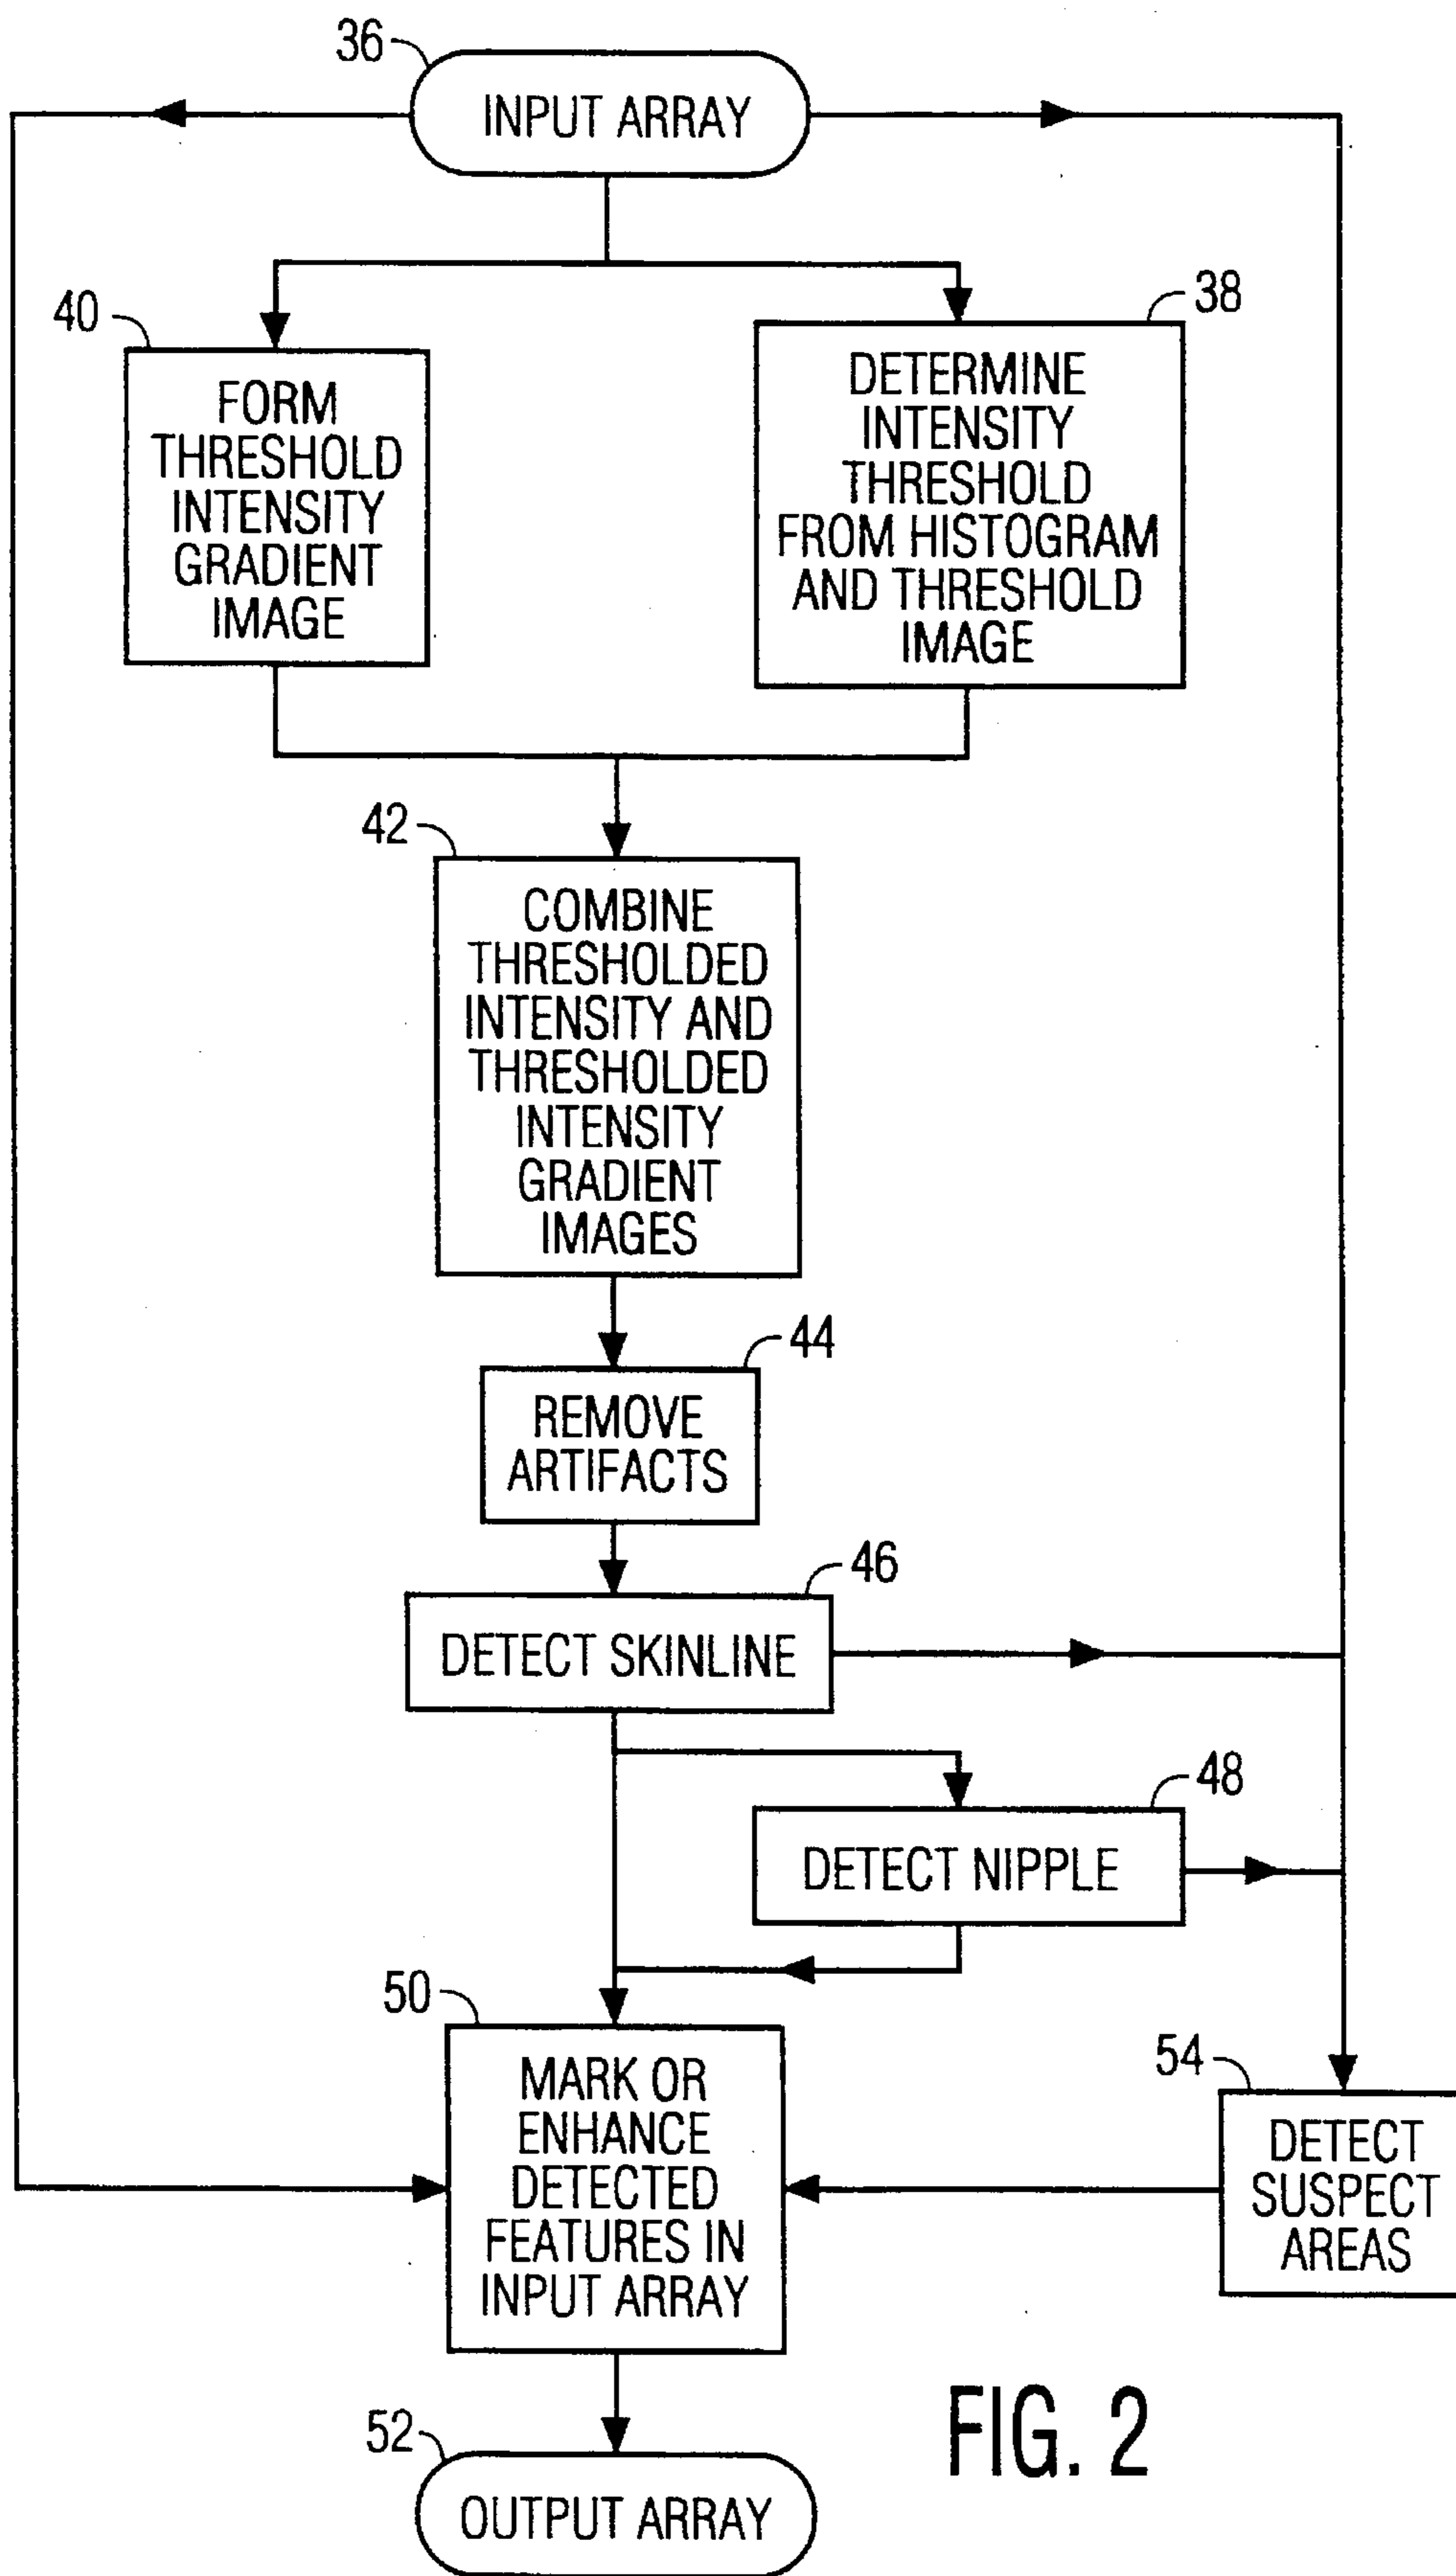 36
INPUT ARRAY
40
FORM
THRESHOLD
INTENSITY
GRADIENT
IMAGE
38
DETERMINE
INTENSITY
THRESHOLD
FROM HISTOGRAM
AND THRESHOLD
IMAGE
42
COMBINE
THRESHOLDED
INTENSITY AND
THRESHOLDED
INTENSITY
GRADIENT
IMAGES
44
REMOVE
ARTIFACTS
46
DETECT SKINLINE
48
DETECT NIPPLE
50
MARK OR
ENHANCE
DETECTED
FEATURES IN
INPUT ARRAY
54
DETECT
SUSPECT
AREAS
52
OUTPUT ARRAY
FIG. 2